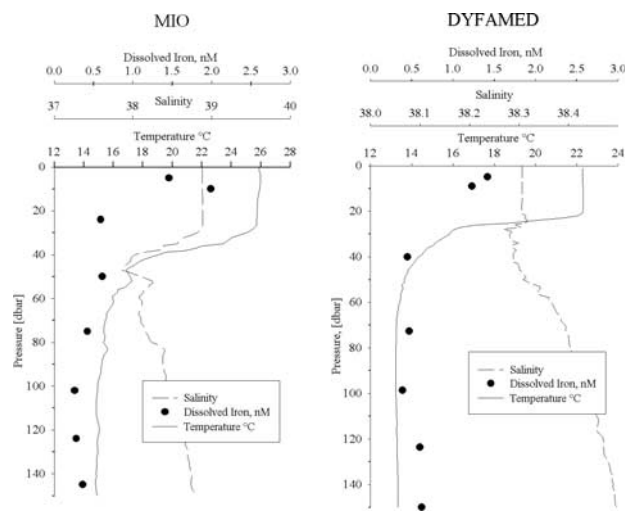 MIO
Dissolved Iron, nM
0.0 0.5 1.0 1.5 2.0 2.5 3.0
Salinity
37 38 39 40
Temperature °C
12 14 16 18 20 22 24 26 28
Pressure [dbar]
0
20
40
60
80
100
120
140
Salinity
Dissolved Iron, nM
Temperature °C
DYFAMED
Dissolved Iron, nM
0.0 0.5 1.0 1.5 2.0 2.5 3.0
Salinity
38.0 38.1 38.2 38.3 38.4
Temperature °C
12 14 16 18 20 22 24
Pressure, [dbar]
0
20
40
60
80
100
120
140
Salinity
Dissolved Iron, nM
Temperature °C